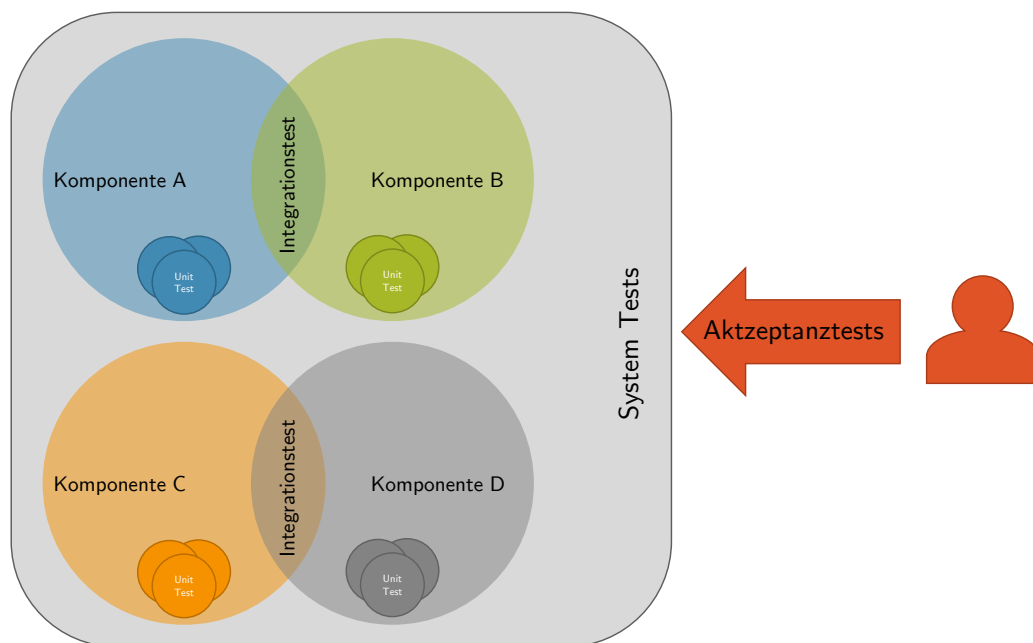 Komponente A
Integrationstest
Komponente B
Unit
Test
Unit
Test
System Tests
Aktzeptanztests
Komponente C
Integrationstest
Komponente D
Unit
Test
Unit
Test